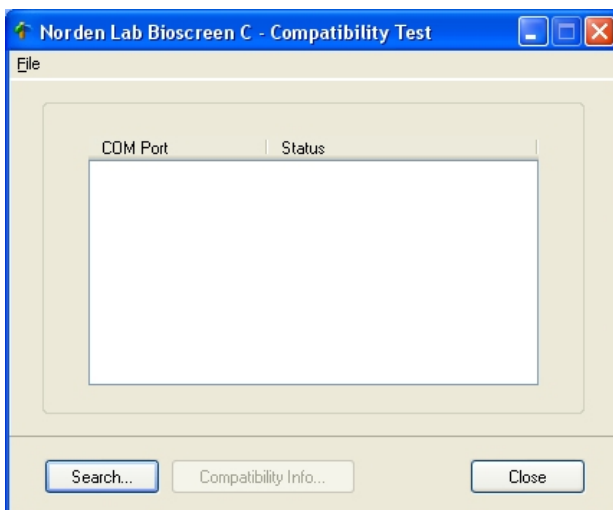 Norden Lab Bioscreen C - Compatibility Test
File
COM Port Status
Search... Compatibility Info... Close